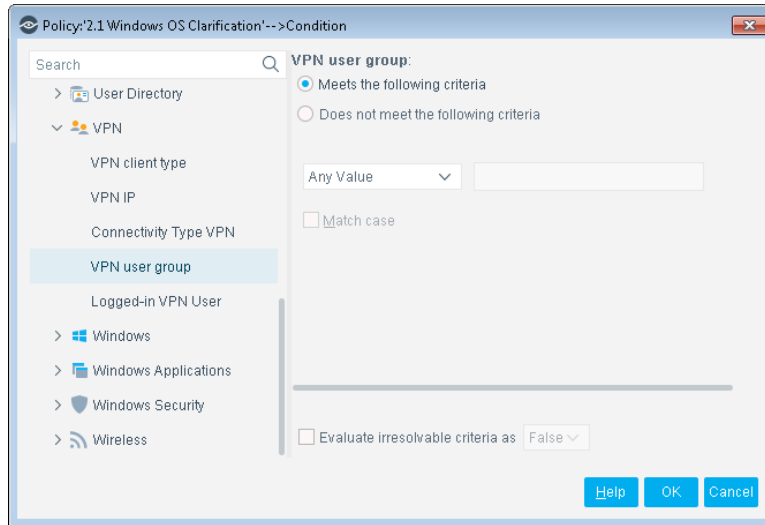 Policy:'2.1 Windows OS Clarification'-->Condition
Search
User Directory
VPN
VPN client type
VPN IP
Connectivity Type VPN
VPN user group
Logged-in VPN User
Windows
Windows Applications
Windows Security
Wireless
VPN user group:
Meets the following criteria
Does not meet the following criteria
Any Value
Match case
Evaluate irresolvable criteria as False
Help OK Cancel